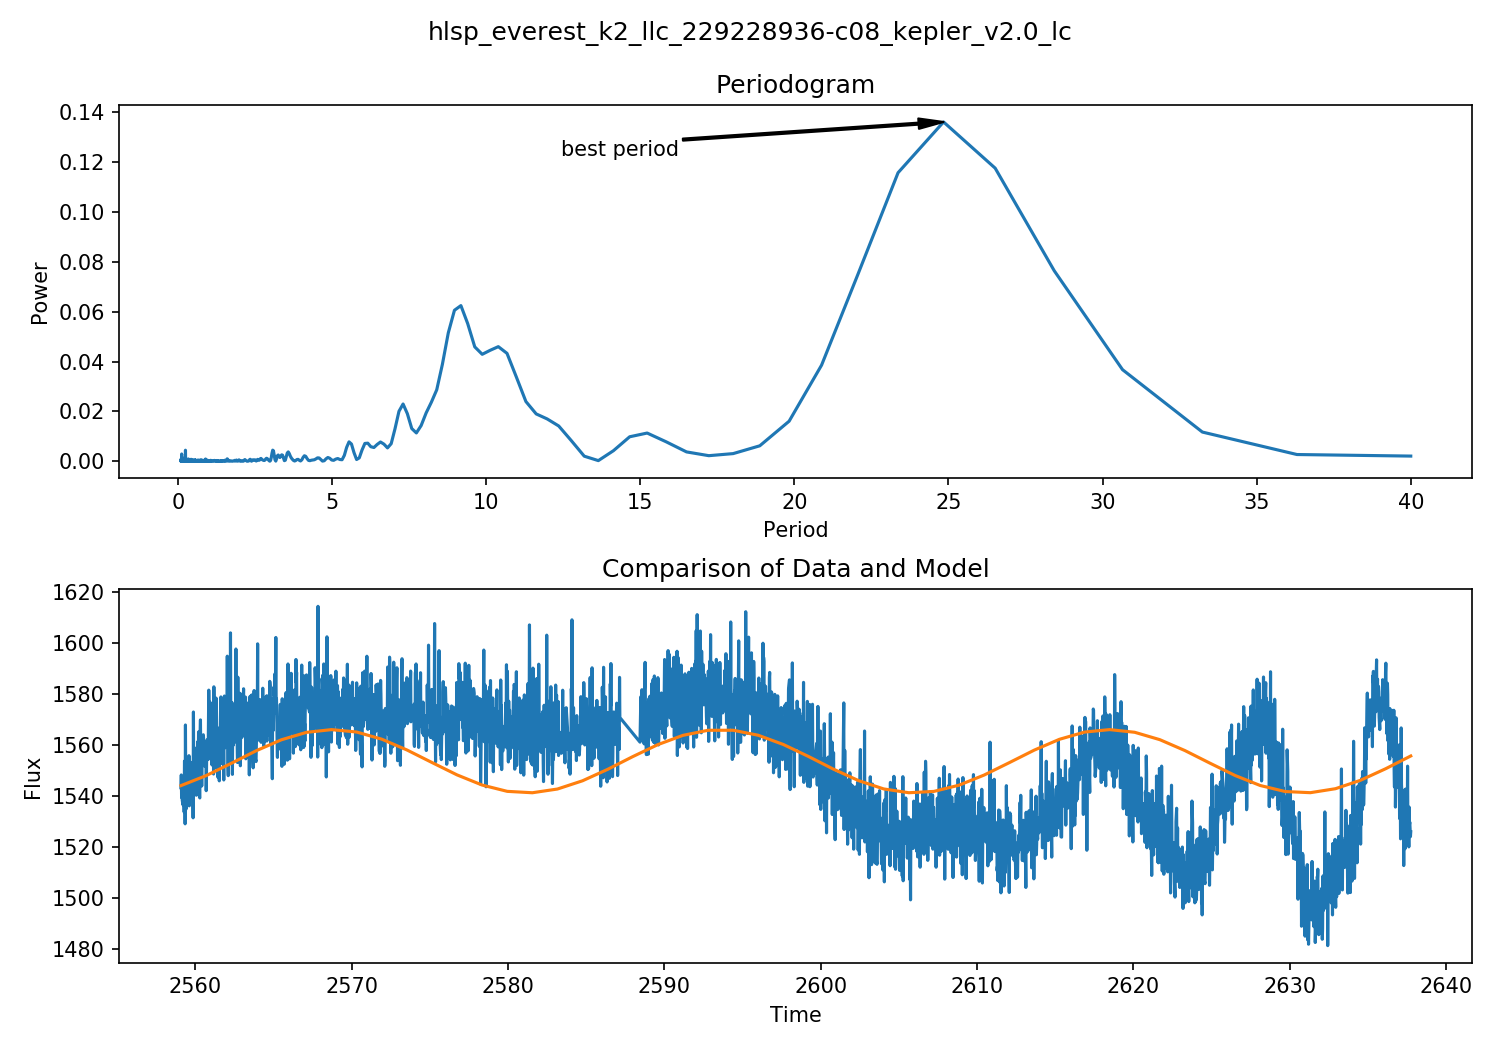 hlsp_everest_k2_llc_229228936-c08_kepler_v2.0_lc
Periodogram
0.14
0.12
0.10
0.08
0.06
0.04
0.02
0.00
Power
best period
0 5 10 15 20 25 30 35 40
Period
Comparison of Data and Model
1620
1600
1580
1560
1540
1520
1500
1480
Flux
2560 2570 2580 2590 2600 2610 2620 2630 2640
Time